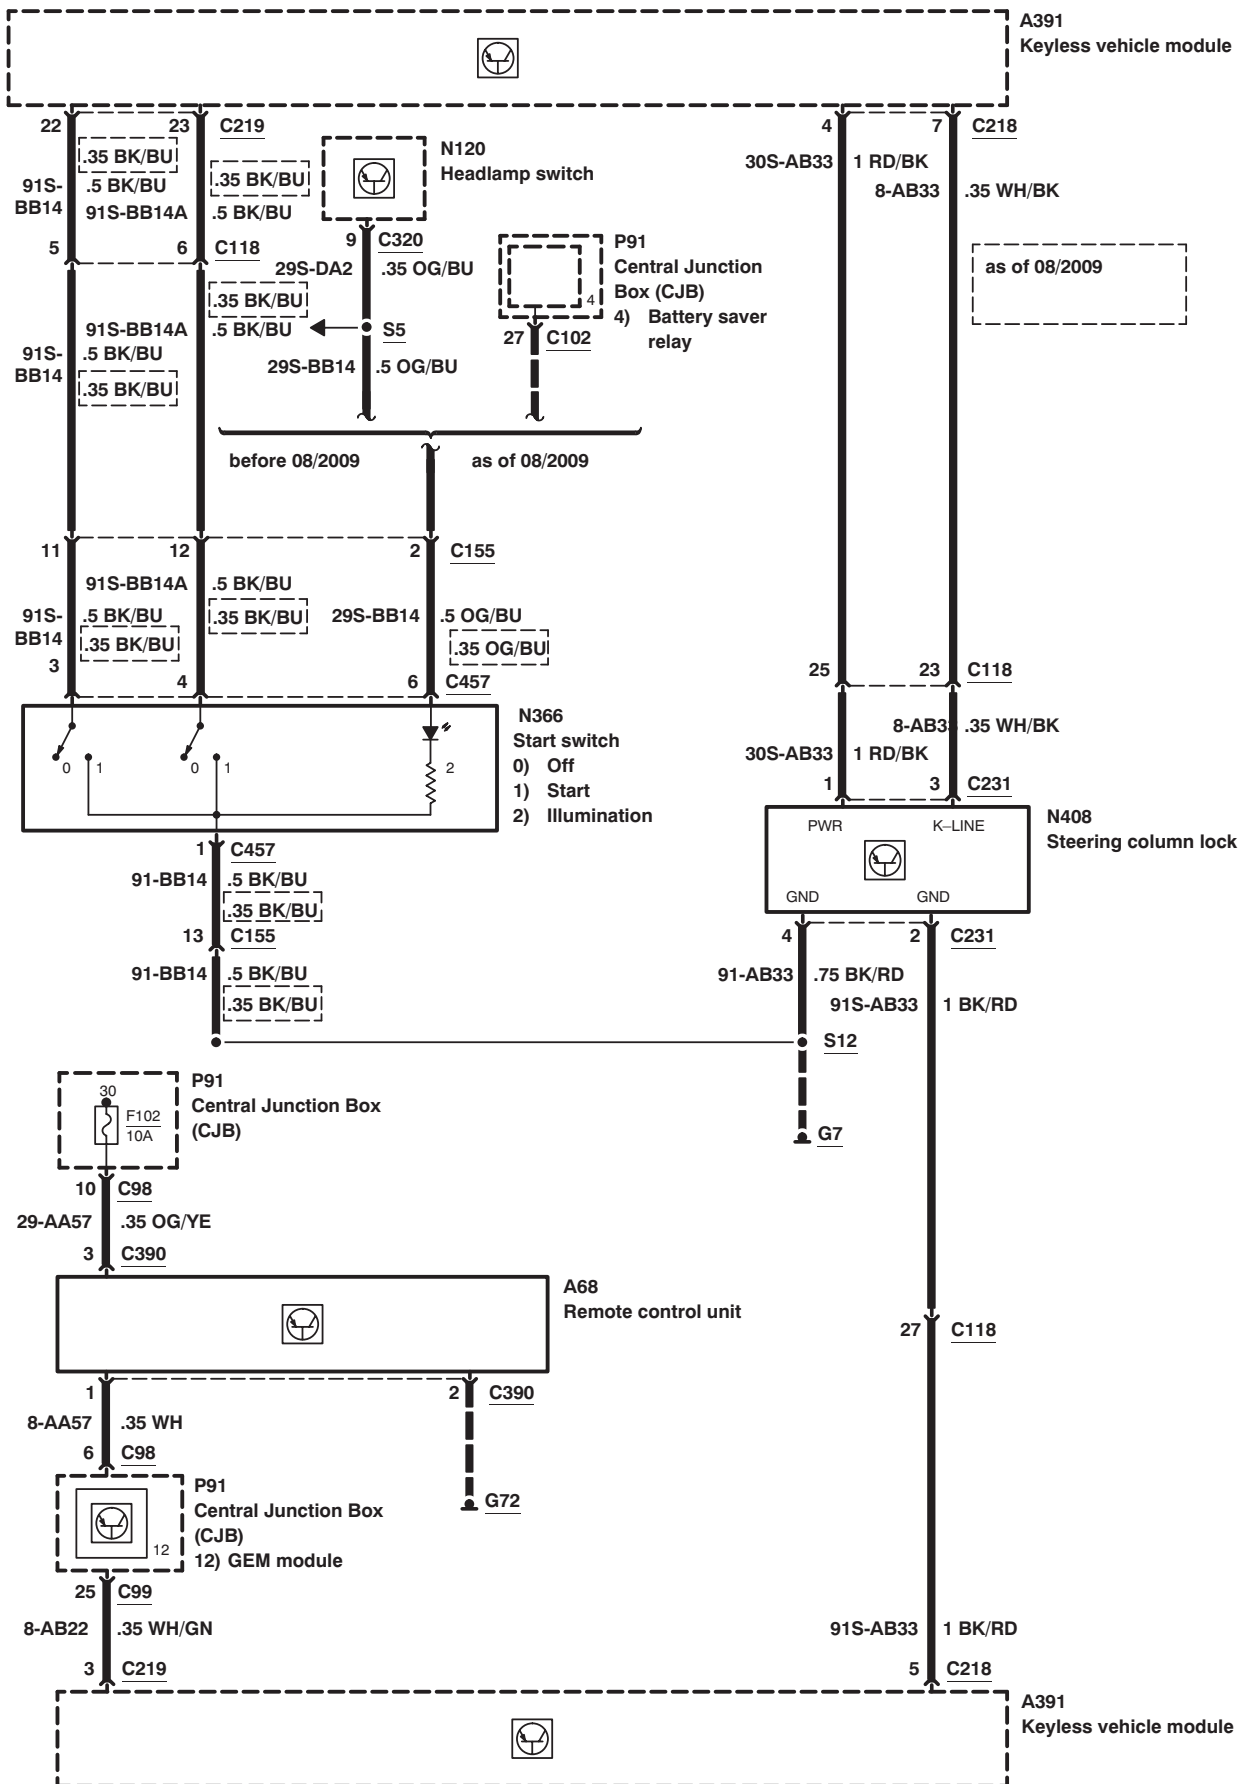 A391
Keyless vehicle module
22
23
C219
4
7
C218
.35 BK/BU
91S-
BB14
.5 BK/BU
91S-BB14A
.35 BK/BU
.5 BK/BU
N120
Headlamp switch
30S-AB33
1 RD/BK
8-AB33
.35 WH/BK
5
6
C118
9
C320
29S-DA2
.35 OG/BU
P91
Central Junction
Box (CJB)
4) Battery saver
relay
4
27
C102
as of 08/2009
.35 BK/BU
91S-BB14A
.5 BK/BU
S5
91S-
BB14
.5 BK/BU
.35 BK/BU
29S-BB14
.5 OG/BU
before 08/2009
as of 08/2009
11
12
2
C155
91S-BB14A
.5 BK/BU
.35 BK/BU
91S-
BB14
.5 BK/BU
.35 BK/BU
29S-BB14
.5 OG/BU
.35 OG/BU
3
4
6
C457
25
23
C118
N366
Start switch
0) Off
1) Start
2) Illumination
0
1
0
1
2
8-AB33
.35 WH/BK
30S-AB33
1 RD/BK
1
3
C231
N408
Steering column lock
PWR
K–LINE
GND
GND
1
C457
91-BB14
.5 BK/BU
.35 BK/BU
13
C155
4
2
C231
91-BB14
.5 BK/BU
.35 BK/BU
91-AB33
.75 BK/RD
91S-AB33
1 BK/RD
S12
P91
Central Junction Box
(CJB)
30
F102
10A
G7
10
C98
29-AA57
.35 OG/YE
3
C390
A68
Remote control unit
27
C118
1
2
C390
8-AA57
.35 WH
6
C98
P91
Central Junction Box
(CJB)
12) GEM module
12
G72
25
C99
8-AB22
.35 WH/GN
91S-AB33
1 BK/RD
3
C219
5
C218
A391
Keyless vehicle module